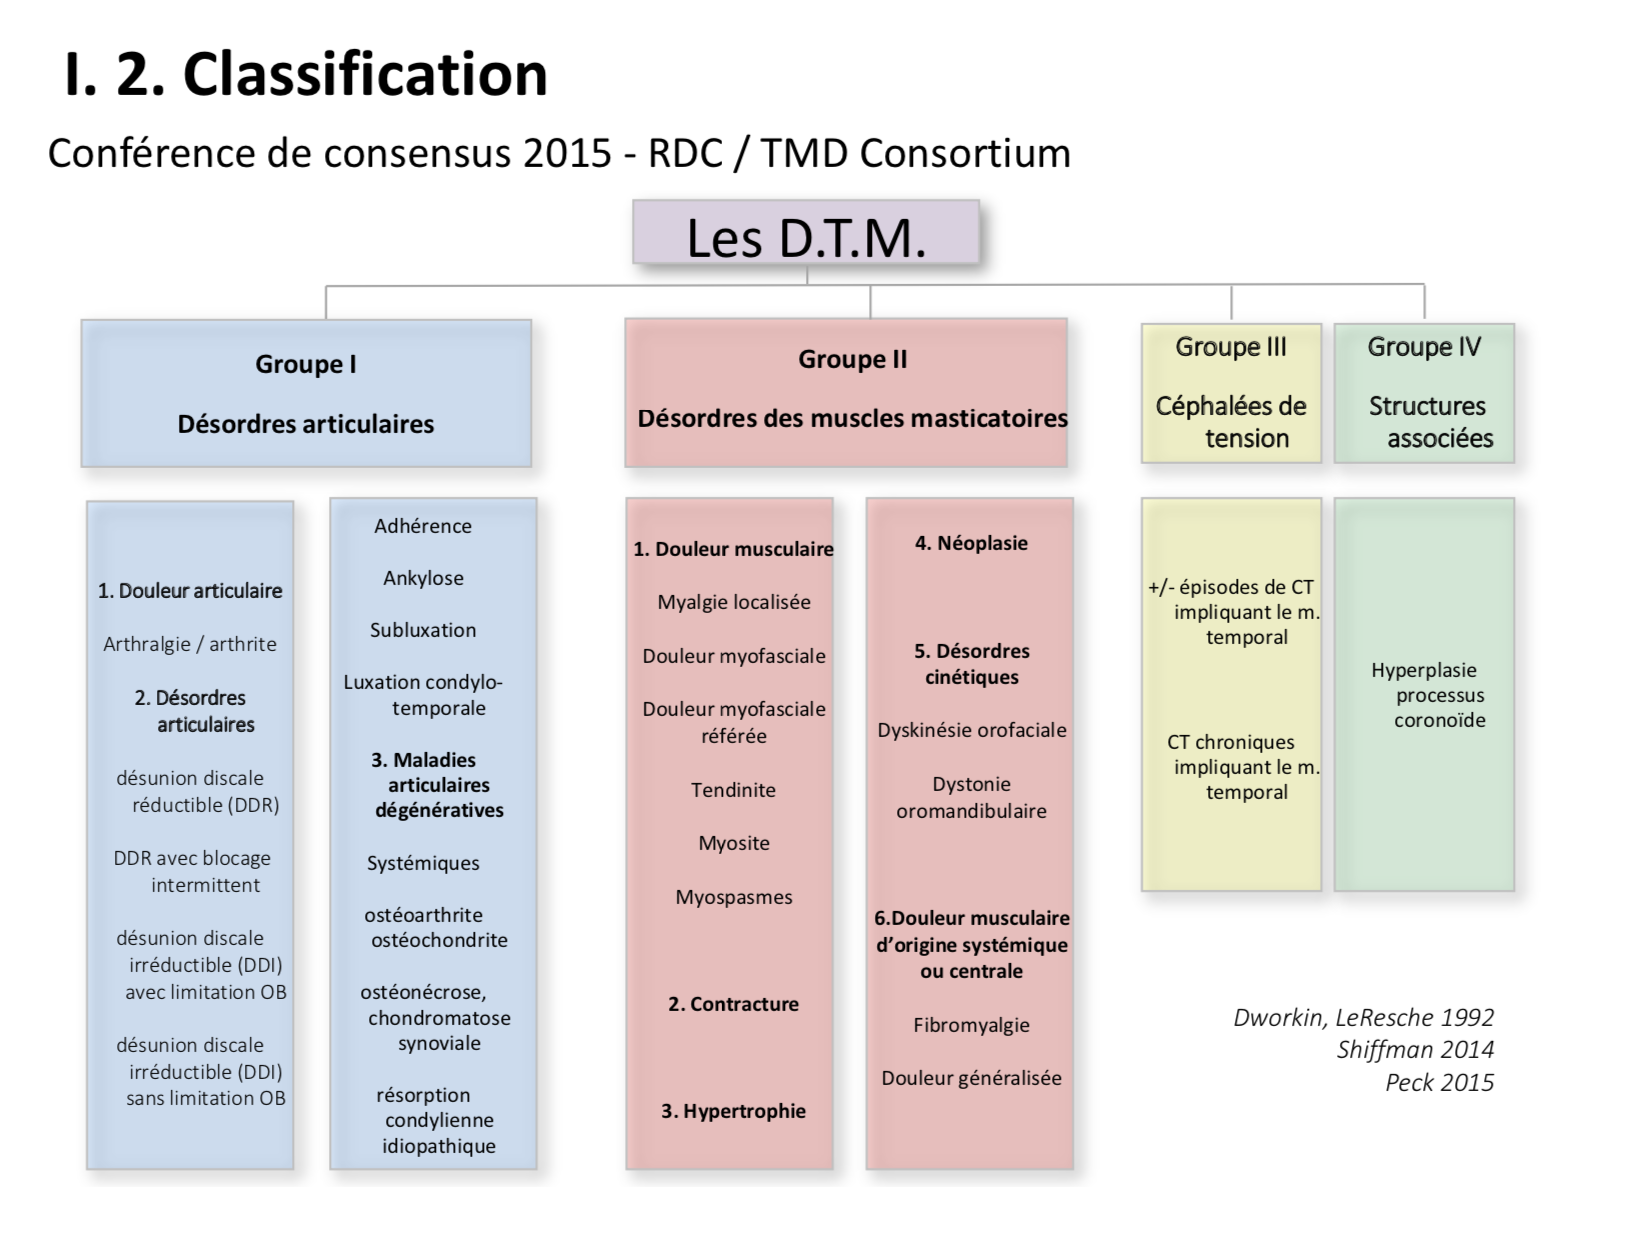 I. 2. Classification
Conférence de consensus 2015 - RDC / TMD Consortium
Les D.T.M.
Groupe I
Désordres articulaires
1. Douleur articulaire
Arthralgie / arthrite
2. Désordres
articulaires
désunion discale
réductible (DDR)
DDR avec blocage
intermittent
désunion discale
irréductible (DDI)
avec limitation OB
désunion discale
irréductible (DDI)
sans limitation OB
Adhérence
Ankylose
Subluxation
Luxation condylo-
temporale
3. Maladies
articulaires
dégénératives
Systémiques
ostéoarthrite
ostéochondrite
ostéonécrose,
chondromatose
synoviale
résorption
condylienne
idiopathique
Groupe II
Désordres des muscles masticatoires
1. Douleur musculaire
Myalgie localisée
Douleur myofasciale
Douleur myofasciale
référée
Tendinite
Myosite
Myospasmes
2. Contracture
3. Hypertrophie
4. Néoplasie
5. Désordres
cinétiques
Dyskinésie orofaciale
Dystonie
oromandibulaire
6.Douleur musculaire
d’origine systémique
ou centrale
Fibromyalgie
Douleur généralisée
Groupe III
Céphalées de
tension
+/- épisodes de CT
impliquant le m.
temporal
CT chroniques
impliquant le m.
temporal
Groupe IV
Structures
associées
Hyperplasie
processus
coronoïde
Dworkin, LeResche 1992
Shiffman 2014
Peck 2015